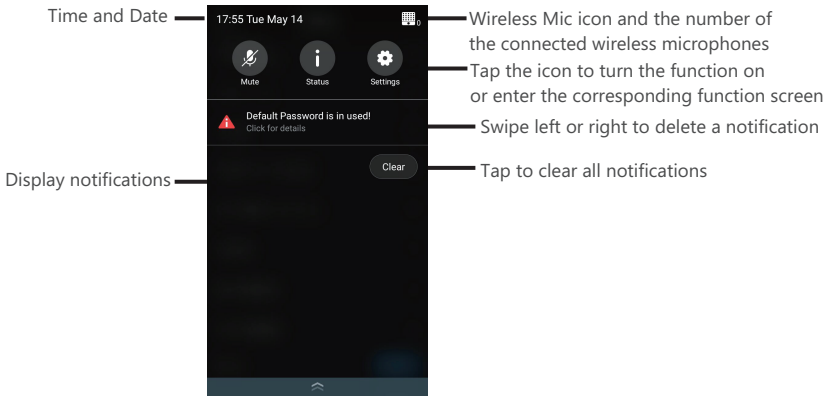 Time and Date
17:55 Tue May 14
0
Wireless Mic icon and the number of
the connected wireless microphones
Mute
Status
Settings
Tap the icon to turn the function on
or enter the corresponding function screen
Default Password is in used!
Click for details
Swipe left or right to delete a notification
Display notifications
Clear
Tap to clear all notifications